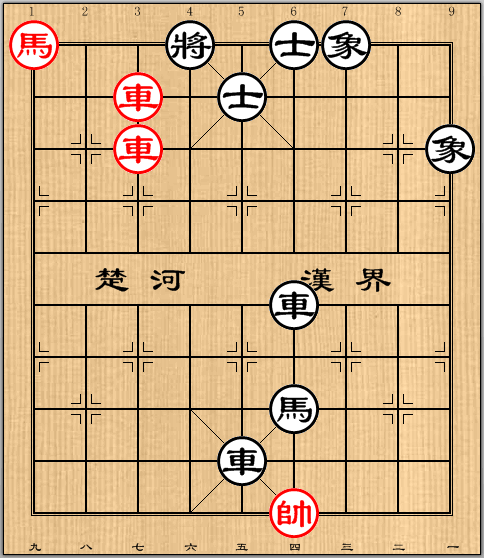 1 2 3 4 5 6 7 8 9
馬 將 士 象
車 士
車 象
楚河 漢界
車
馬
車
帥
九 八 七 六 五 四 三 二 一